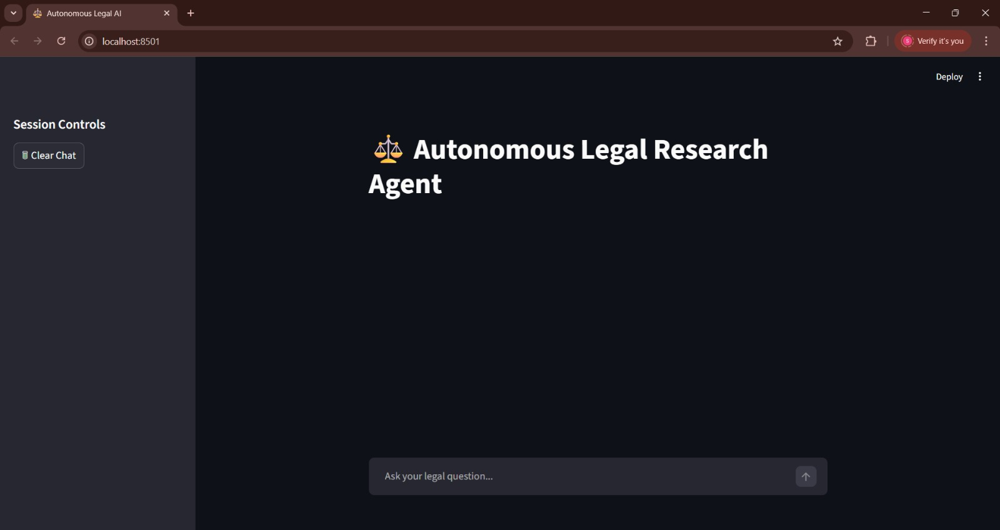 Autonomous Legal AI
localhost:8501
Verify it's you
Deploy
Session Controls
Clear Chat
Autonomous Legal Research
Agent
Ask your legal question...